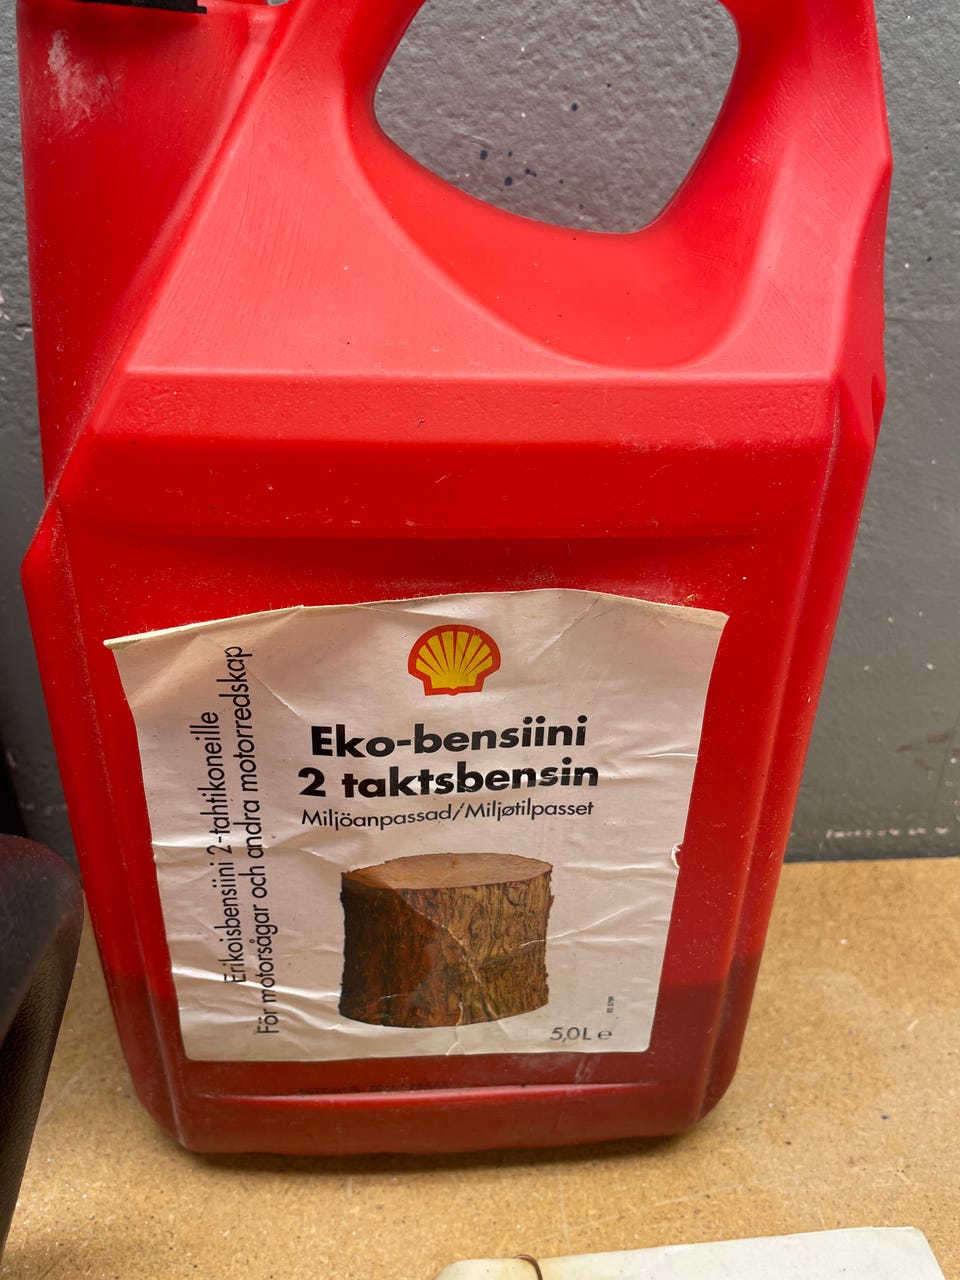 Eko-bensiini
2 taktsbensin
Miljöanpassad/Miljøtilpasset
Erikoisbensiini 2-tahtikoneille
För motorsågar och andra motorredskap
5,0L e